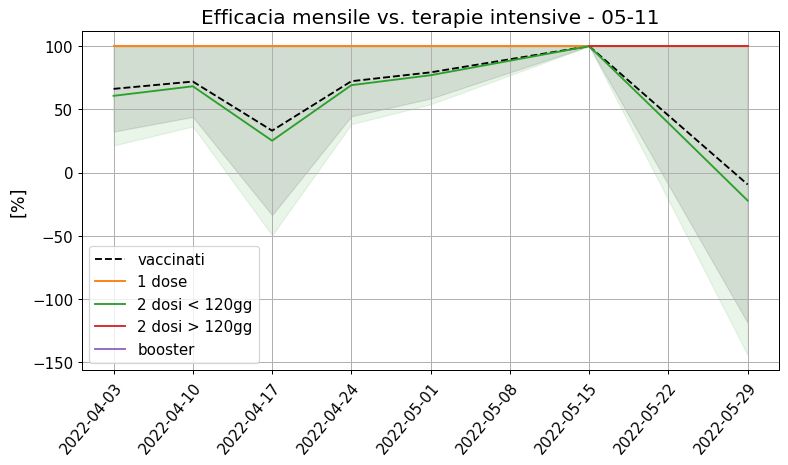 Efficacia mensile vs. terapie intensive - 05-11
[%]
100
50
0
−50
−100
−150
vaccinati
1 dose
2 dosi < 120gg
2 dosi > 120gg
booster
2022-04-03
2022-04-10
2022-04-17
2022-04-24
2022-05-01
2022-05-08
2022-05-15
2022-05-22
2022-05-29